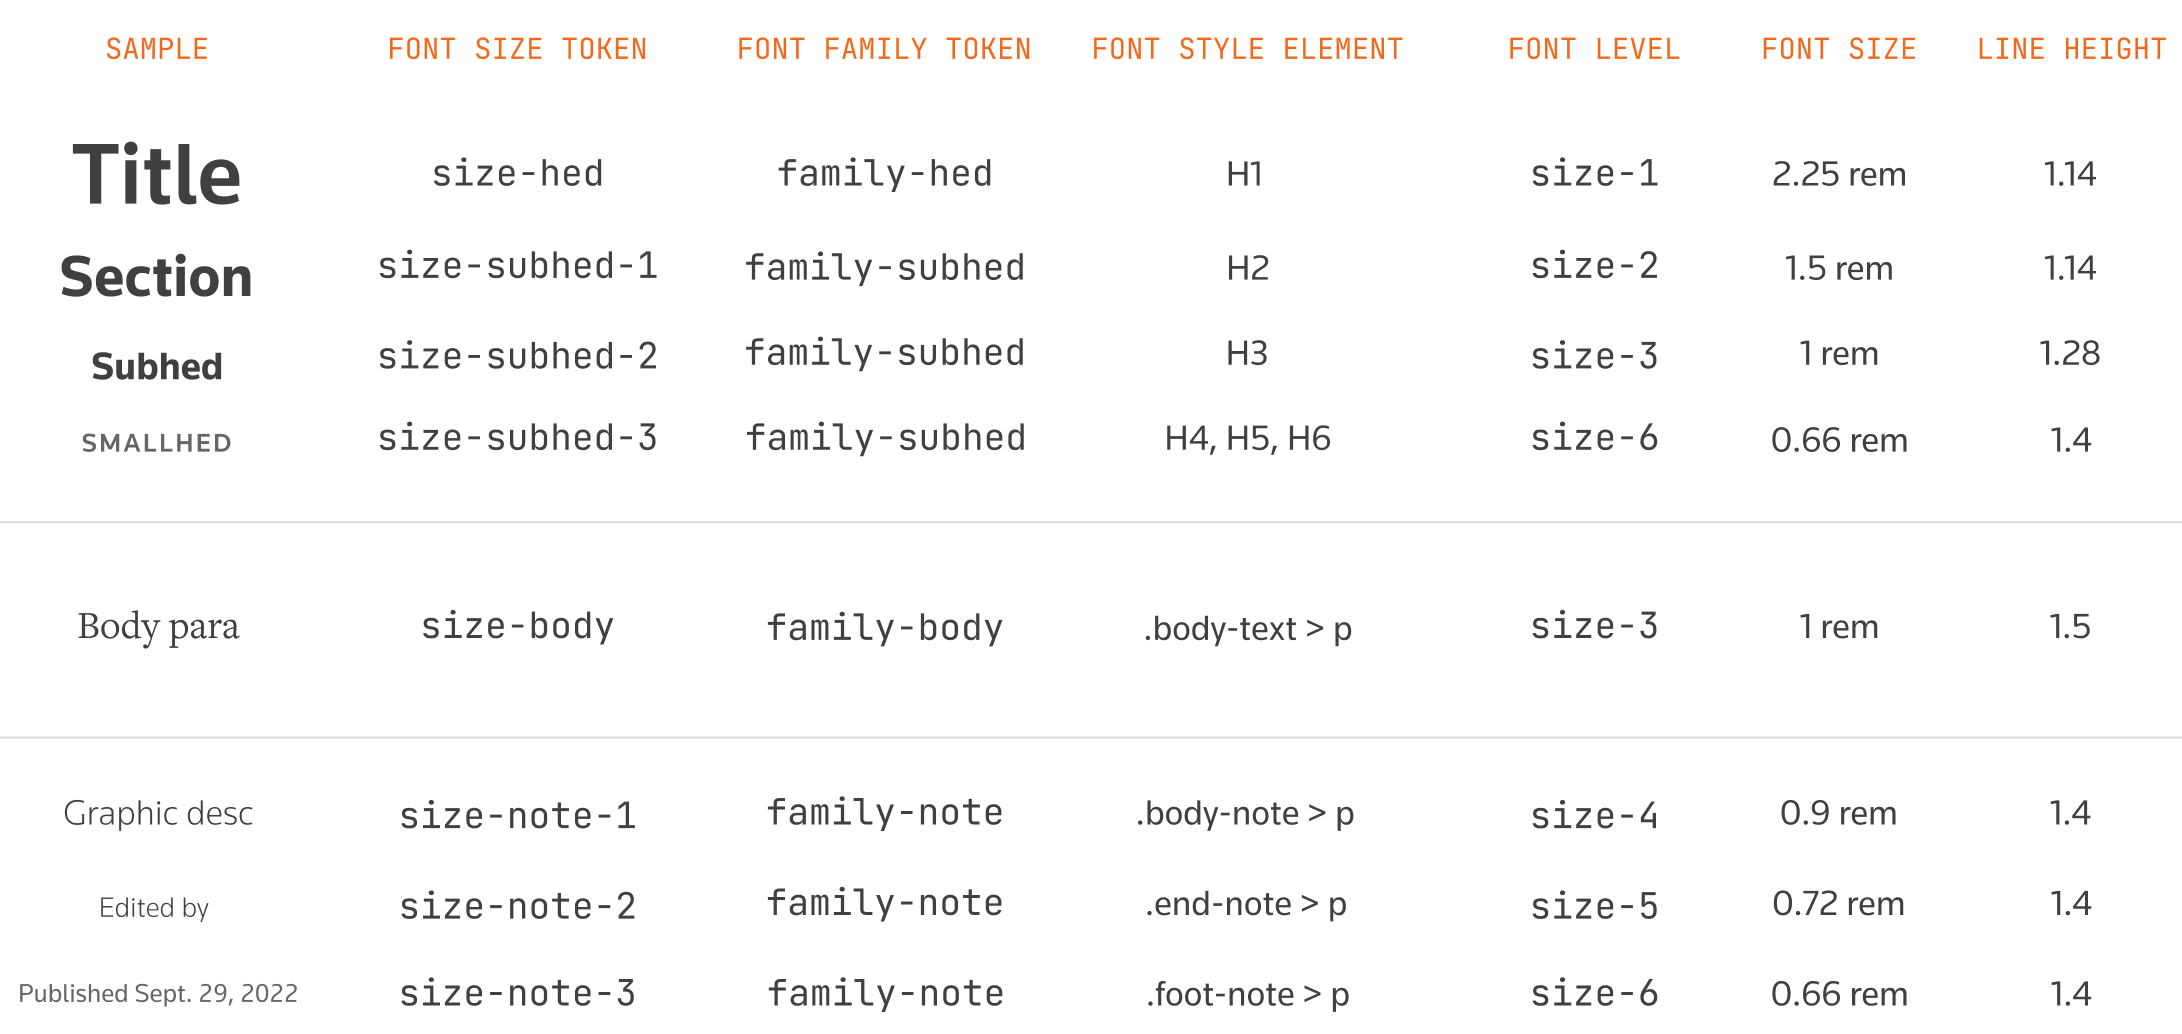 SAMPLE FONT SIZE TOKEN FONT FAMILY TOKEN FONT STYLE ELEMENT FONT LEVEL FONT SIZE LINE HEIGHT
Title size-hed family-hed H1 size-1 2.25 rem 1.14
Section size-subhed-1 family-subhed H2 size-2 1.5 rem 1.14
Subhed size-subhed-2 family-subhed H3 size-3 1 rem 1.28
SMALLHED size-subhed-3 family-subhed H4, H5, H6 size-6 0.66 rem 1.4
Body para size-body family-body .body-text > p size-3 1 rem 1.5
Graphic desc size-note-1 family-note .body-note > p size-4 0.9 rem 1.4
Edited by size-note-2 family-note .end-note > p size-5 0.72 rem 1.4
Published Sept. 29, 2022 size-note-3 family-note .foot-note > p size-6 0.66 rem 1.4